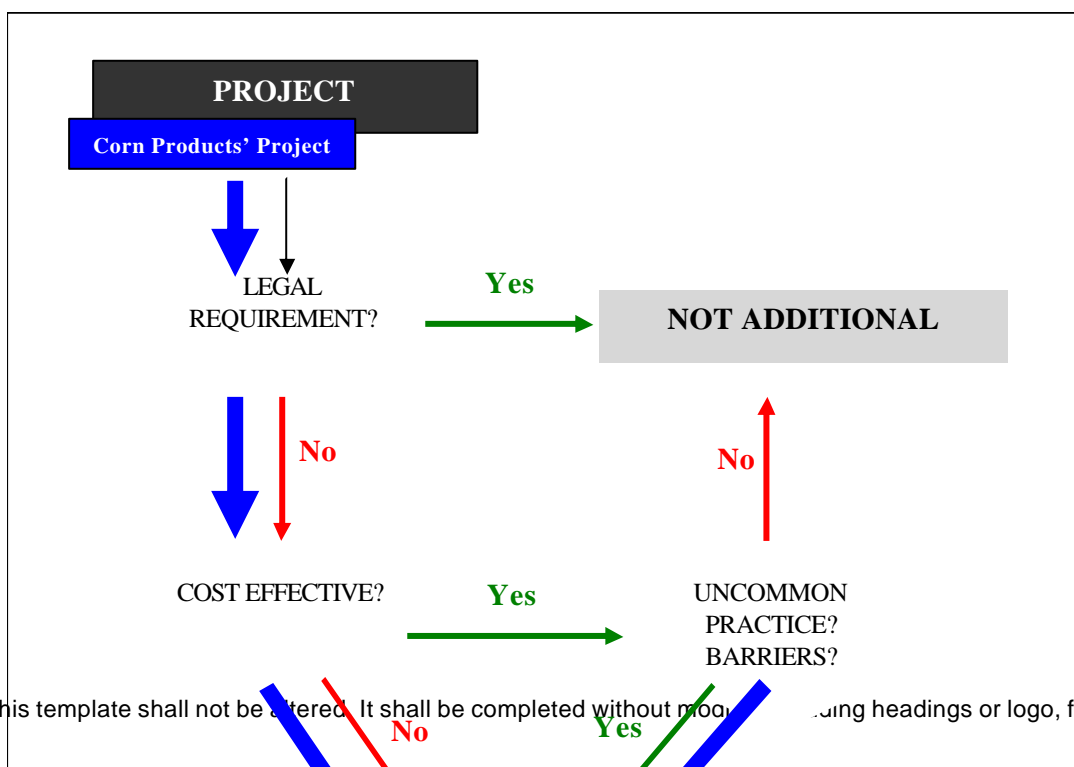 PROJECT
Corn Products’ Project
LEGAL
REQUIREMENT?
Yes
NOT ADDITIONAL
No
No
COST EFFECTIVE?
Yes
UNCOMMON
PRACTICE?
BARRIERS?
his template shall not be altered. It shall be completed without headings or logo, f
No
Yes